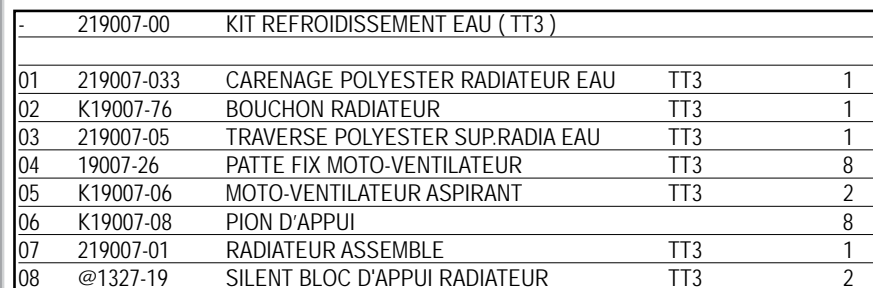 - 219007-00 KIT REFROIDISSEMENT EAU ( TT3 )
01 219007-033 CARENAGE POLYESTER RADIATEUR EAU TT3 1
02 K19007-76 BOUCHON RADIATEUR TT3 1
03 219007-05 TRAVERSE POLYESTER SUP.RADIA EAU TT3 1
04 19007-26 PATTE FIX MOTO-VENTILATEUR TT3 8
05 K19007-06 MOTO-VENTILATEUR ASPIRANT TT3 2
06 K19007-08 PION D'APPUI 8
07 219007-01 RADIATEUR ASSEMBLE TT3 1
08 @1327-19 SILENT BLOC D'APPUI RADIATEUR TT3 2